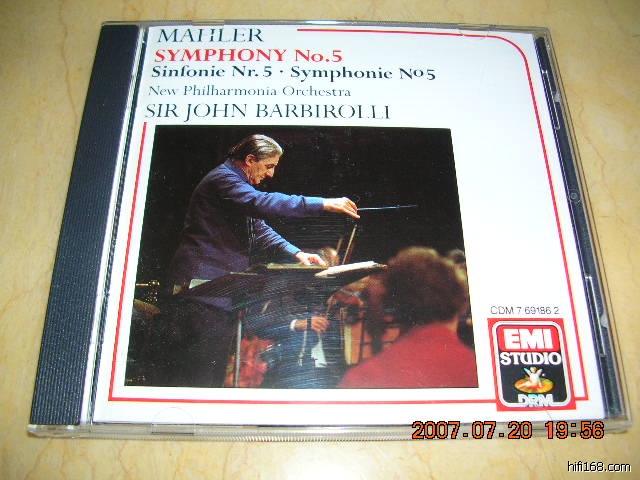 MAHLER
SYMPHONY No.5
Sinfonie Nr. 5 · Symphonie No5
New Philharmonia Orchestra
SIR JOHN BARBIROLLI
CDM 7 69186 2
EMI
STUDIO
DRM
2007.07.20 19:56
hifi168.com